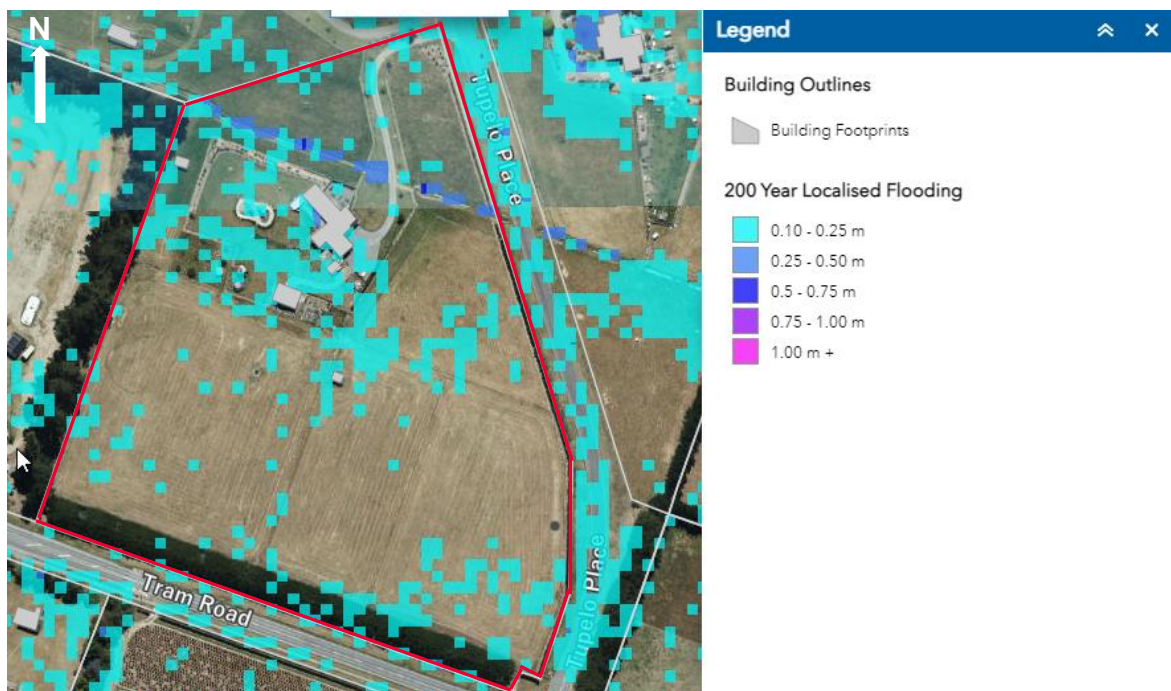 N
Tupelo Place
Tram Road
Tupelo Place
Legend
Building Outlines
Building Footprints
200 Year Localised Flooding
0.10 - 0.25 m
0.25 - 0.50 m
0.5 - 0.75 m
0.75 - 1.00 m
1.00 m +